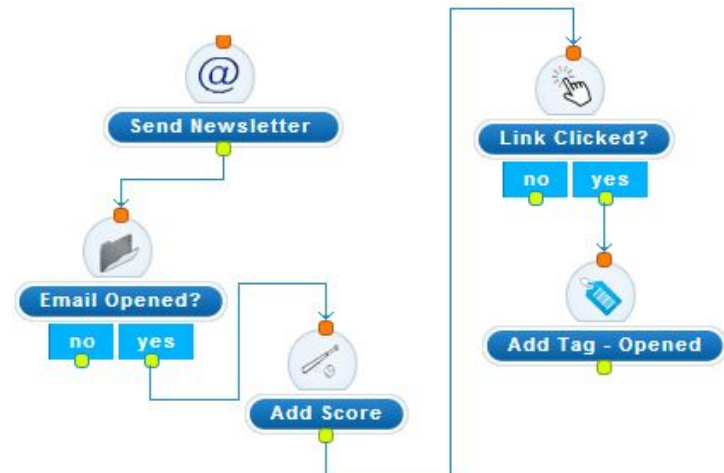 @
Send Newsletter
Email Opened?
no yes
Add Score
Link Clicked?
no yes
Add Tag - Opened